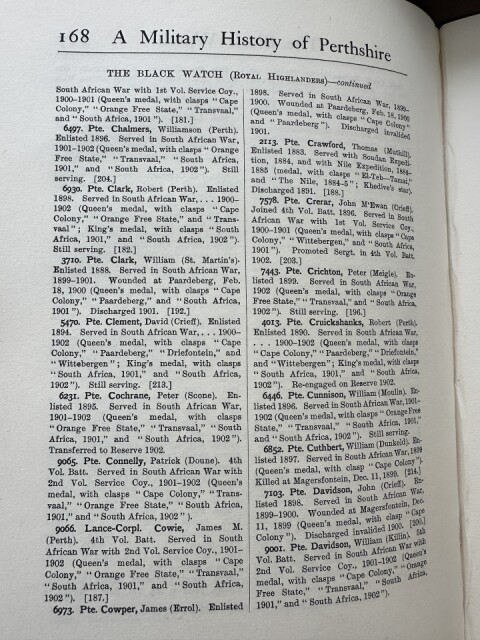 168 A Military History of Perthshire
THE BLACK WATCH (ROYAL HIGHLANDERS)—continued
South African War with 1st Vol. Service Coy.,
1900-1901 (Queen's medal, with clasps “Cape
Colony,” “Orange Free State,” “Transvaal,”
and “South Africa, 1901”). [181.]
6497. Pte. Chalmers, Williamson (Perth).
Enlisted 1896. Served in South African War,
1901-1902 (Queen's medal, with clasps “Orange
Free State,” “Transvaal,” “South Africa,
1901,” and “South Africa, 1902”). Still
serving. [204.]
6930. Pte. Clark, Robert (Perth). Enlisted
1898. Served in South African War, . . . 1900-
1902 (Queen's medal, with clasps “Cape
Colony,” “Orange Free State,” and “Trans-
vaal”; King's medal, with clasps “South
Africa, 1901,” and “South Africa, 1902”).
Still serving. [182.]
3710. Pte. Clark, William (St. Martin's).
Enlisted 1888. Served in South African War,
1899-1901. Wounded at Paardeberg, Feb.
18, 1900 (Queen's medal, with clasps “Cape
Colony,” “Paardeberg,” and “South Africa,
1901”). Discharged 1901. [192.]
5470. Pte. Clement, David (Crieff). Enlisted
1894. Served in South African War, . . . 1900-
1902 (Queen's medal, with clasps “Cape
Colony,” “Paardeberg,” “Driefontein,” and
“Wittebergen”; King's medal, with clasps
“South Africa, 1901,” and “South Africa,
1902”). Still serving. [213.]
6231. Pte. Cochrane, Peter (Scone). En-
listed 1895. Served in South African War,
1901-1902 (Queen's medal, with clasps
“Orange Free State,” “Transvaal,” “South
Africa, 1901,” and “South Africa, 1902”).
Transferred to Reserve 1902.
9065. Pte. Connelly, Patrick (Doune). 4th
Vol. Batt. Served in South African War with
2nd Vol. Service Coy., 1901-1902 (Queen's
medal, with clasps “Cape Colony,” “Trans-
vaal,” “Orange Free State,” “South Africa,
1901,” and “South Africa, 1902”).
9066. Lance-Corpl. Cowie, James M.
(Perth). 4th Vol. Batt. Served in South
African War with 2nd Vol. Service Coy., 1901-
1902 (Queen's medal, with clasps “Cape
Colony,” “Orange Free State,” “Transvaal,”
“South Africa, 1901,” and “South Africa,
1902”). [187.]
6973. Pte. Cowper, James (Errol). Enlisted
1898. Served in South African War, 1899-
1900. Wounded at Paardeberg, Feb. 18, 1900
(Queen's medal, with clasps “Cape Colony”
and “Paardeberg”). Discharged invalided
1901.
2113. Pte. Crawford, Thomas (Muthill).
Enlisted 1883. Served with Soudan Expedi-
tion, 1884, and with Nile Expedition, 1884-
1885 (medal, with clasps “El-Teb—Tamai,”
and “The Nile, 1884-5”; Khedive's star).
Discharged 1891. [188.]
7578. Pte. Crerar, John M'Ewan (Crieff).
Joined 4th Vol. Batt. 1896. Served in South
African War with 1st Vol. Service Coy.,
1900-1901 (Queen's medal, with clasps “Cape
Colony,” “Wittebergen,” and “South Africa,
1901”). Promoted Sergt. in 4th Vol. Batt.
1902. [203.]
7443. Pte. Crichton, Peter (Meigle). En-
listed 1899. Served in South African War,
1902 (Queen's medal, with clasps “Orange
Free State,” “Transvaal,” and “South Africa,
1902”). Still serving. [196.]
4013. Pte. Cruickshanks, Robert (Perth).
Enlisted 1890. Served in South African War,
. . . 1900-1902 (Queen's medal, with clasps
“Cape Colony,” “Paardeberg,” “Driefontein,”
and “Wittebergen”; King's medal, with clasps
“South Africa, 1901,” and “South Africa,
1902”). Re-engaged on Reserve 1902.
6446. Pte. Cunnison, William (Moulin). En-
listed 1896. Served in South African War, 1901-
1902 (Queen's medal, with clasps “Orange Free
State,” “Transvaal,” “South Africa, 1901,”
and “South Africa, 1902”). Still serving.
6852. Pte. Cuthbert, William (Dunkeld). En-
listed 1897. Served in South African War
(Queen's medal, with clasp “Cape Colony”).
Killed at Magersfontein, Dec. 11, 1899. [214.]
7103. Pte. Davidson, John (Crieff). En-
listed 1898. Served in South African War,
1899-1900. Wounded at Magersfontein, Dec.
11, 1899 (Queen's medal, with clasp “Cape
Colony”). Discharged invalided 1900. [200.]
9001. Pte. Davidson, William (Killin). 5th
Vol. Batt. Served in South African War with
2nd Vol. Service Coy., 1901-1902 (Queen's
medal, with clasps “Cape Colony,” “Orange
Free State,” “Transvaal,” “South Africa,
1901,” and “South Africa, 1902”).